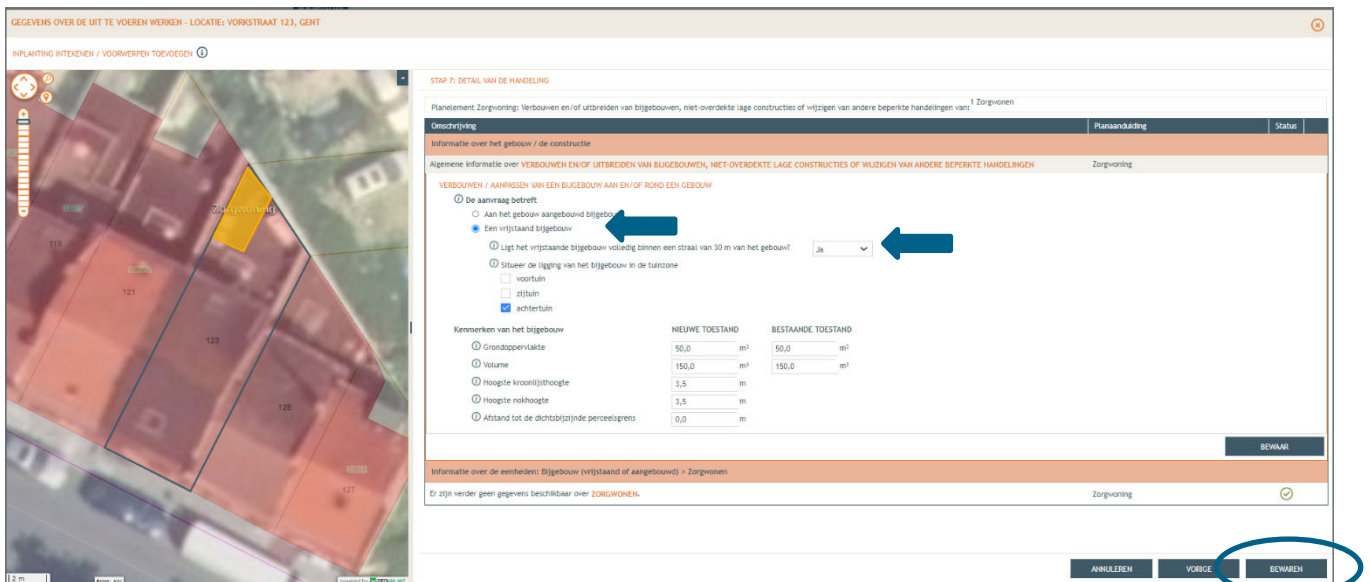 GEGEVENS OVER DE UIT TE VOEREN WERKEN - LOCATIE: VORKSTRAAT 123, GENT
INPLANTING INTEKENEN / VOORWERPEN TOEVOEGEN
STAP 7: DETAIL VAN DE HANDELING
Planelement Zorgwoning: Verbouwen en/of uitbreiden van bijgebouwen, niet-overdekte lage constructies of wijzigen van andere beperkte handelingen van: 1 Zorgwonen
Omschrijving Planaanduiding Status
Informatie over het gebouw / de constructie
Algemene informatie over VERBOUWEN EN/OF UITBREIDEN VAN BIJGEBOUWEN, NIET-OVERDEKTE LAGE CONSTRUCTIES OF WIJZIGEN VAN ANDERE BEPERKTE HANDELINGEN Zorgwoning
VERBOUWEN / AANPASSEN VAN EEN BIJGEBOUW AAN EN/OF ROND EEN GEBOUW
De aanvraag betreft
Aan het gebouw aangebouwd bijgebouw
Een vrijstaand bijgebouw
Ligt het vrijstaande bijgebouw volledig binnen een straal van 30 m van het gebouw? Ja
Situeer de ligging van het bijgebouw in de tuinzone
voortuin
zijtuin
achtertuin
Kenmerken van het bijgebouw NIEUWE TOESTAND BESTAANDE TOESTAND
Grondoppervlakte 50,0 m² 50,0 m²
Volume 150,0 m³ 150,0 m³
Hoogste kroonlijsthoogte 3,5 m
Hoogste nokhoogte 3,5 m
Afstand tot de dichtsbijzijnde perceelsgrens 0,0 m
BEWAAR
Informatie over de eenheden: Bijgebouw (vrijstaand of aangebouwd) > Zorgwonen
Er zijn verder geen gegevens beschikbaar over ZORGWONEN. Zorgwoning
ANNULEREN VORIGE BEWAREN
Zorgwoning
119
121
123
125
127
2 m
powered by